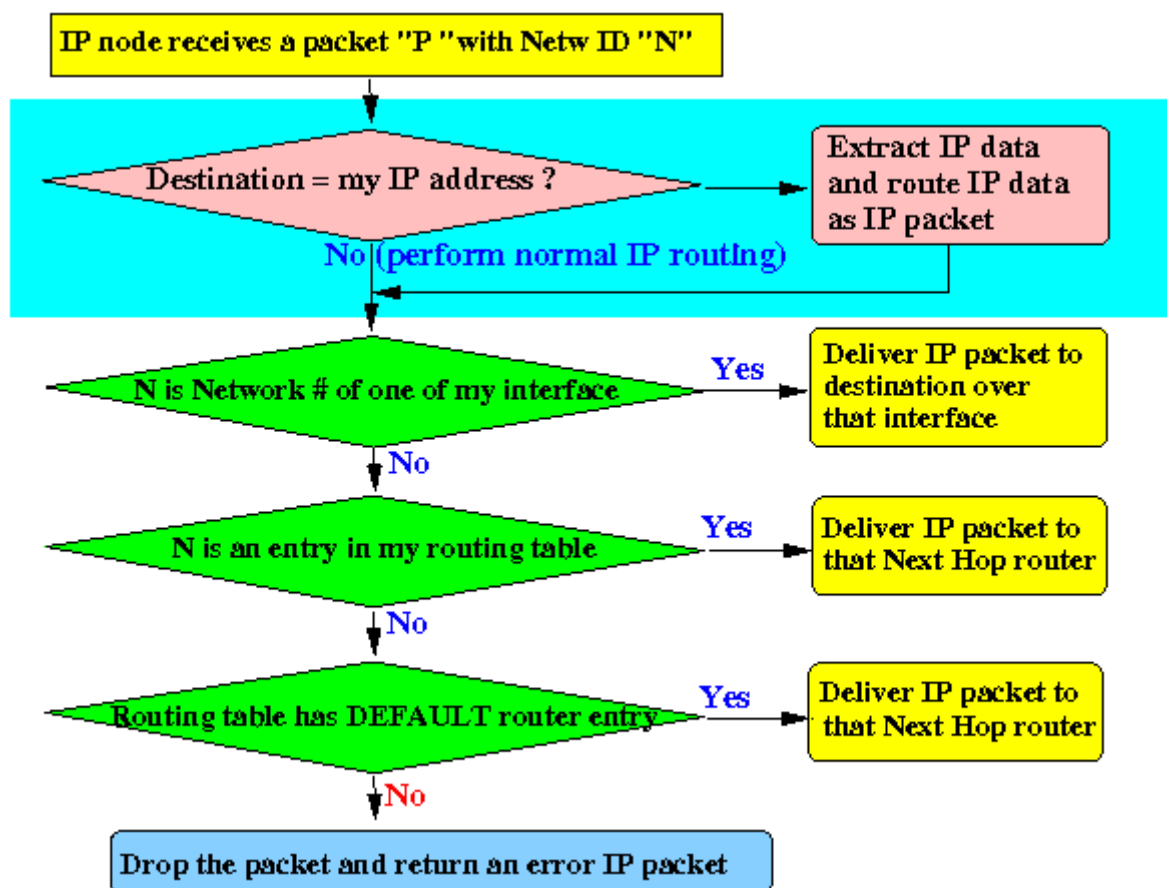 IP node receives a packet "P "with Netw ID "N"
Destination = my IP address ?
Extract IP data
and route IP data
as IP packet
No (perform normal IP routing)
N is Network # of one of my interface
Yes
Deliver IP packet to
destination over
that interface
No
N is an entry in my routing table
Yes
Deliver IP packet to
that Next Hop router
No
Routing table has DEFAULT router entry
Yes
Deliver IP packet to
that Next Hop router
No
Drop the packet and return an error IP packet